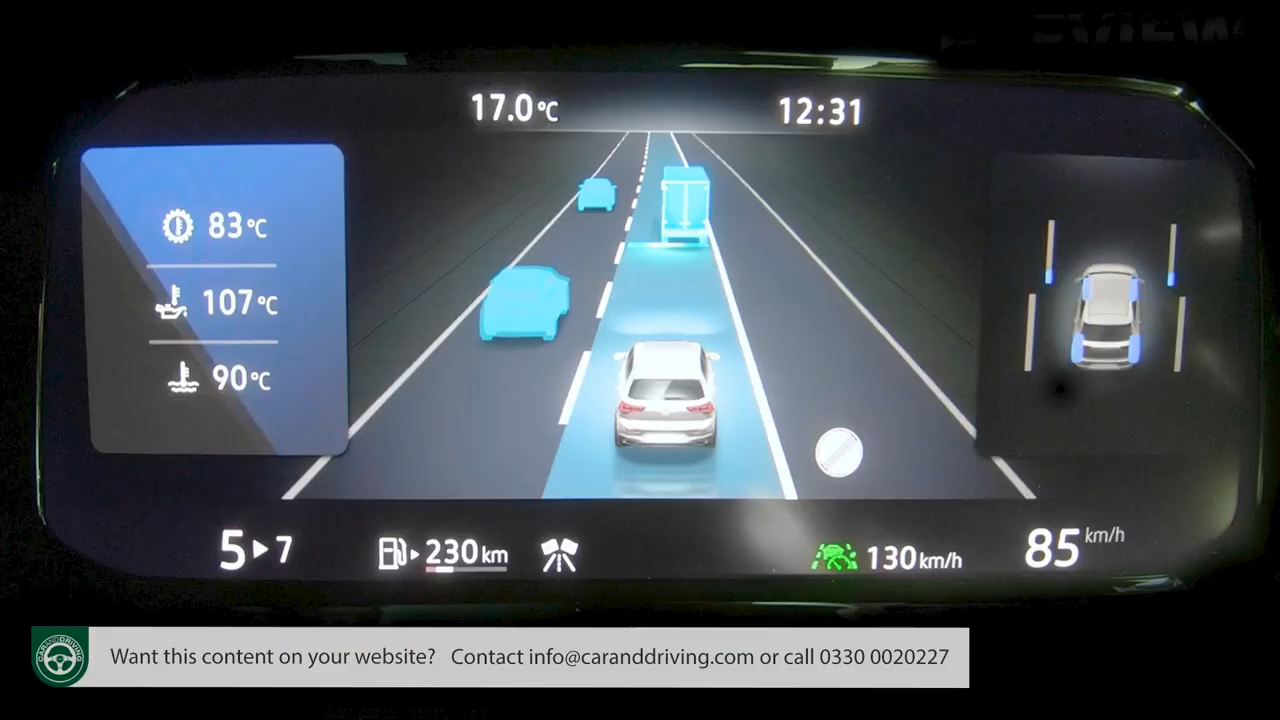 17.0°C
12:31
83°C
107°C
90°C
5 ▶ 7
230 km
130 km/h
85 km/h
CARANDDRIVING
Want this content on your website? Contact info@caranddriving.com or call 0330 0020227